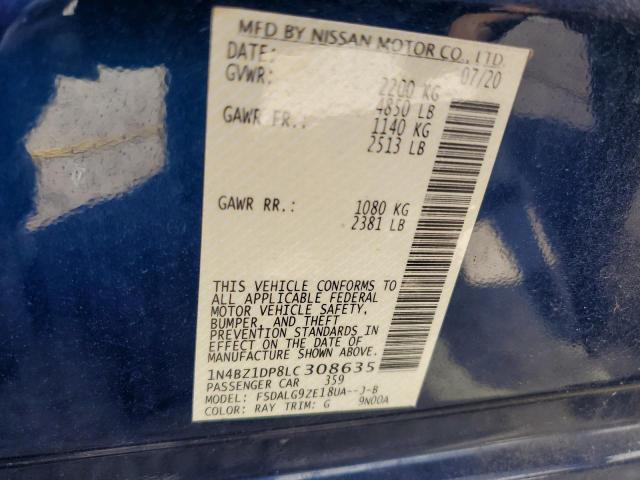 MFD BY NISSAN MOTOR CO., LTD.
DATE: 07/20
GVWR: 2200 KG
4850 LB
GAWR FR.: 1140 KG
2513 LB
GAWR RR.: 1080 KG
2381 LB
THIS VEHICLE CONFORMS TO
ALL APPLICABLE FEDERAL
MOTOR VEHICLE SAFETY,
BUMPER, AND THEFT
PREVENTION STANDARDS IN
EFFECT ON THE DATE OF
MANUFACTURE SHOWN ABOVE.
1N4BZ1DP8LC308635
PASSENGER CAR 359
MODEL: FSDALG9ZE18UA--J-B
COLOR: RAY TRIM: G 9N00A